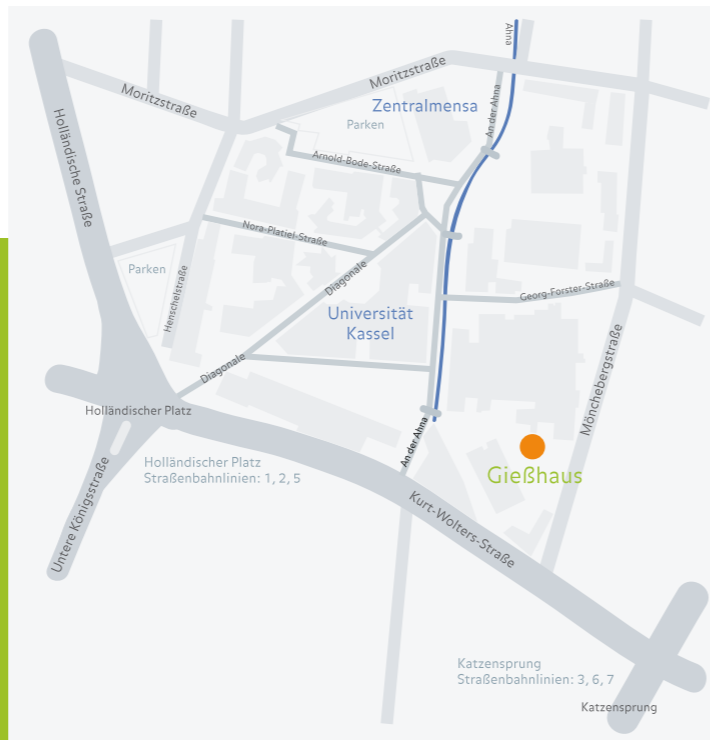 Ahna
Moritzstraße
Moritzstraße
Zentralmensa
An der Ahna
Parken
Holländische Straße
Arnold-Bode-Straße
Nora-Platiel-Straße
Parken
Henschelstraße
Diagonale
Georg-Forster-Straße
Universität
Kassel
Mönchebergstraße
Diagonale
Holländischer Platz
An der Ahna
Holländischer Platz
Straßenbahnlinien: 1, 2, 5
Gießhaus
Untere Königsstraße
Kurt-Wolters-Straße
Katzensprung
Straßenbahnlinien: 3, 6, 7
Katzensprung